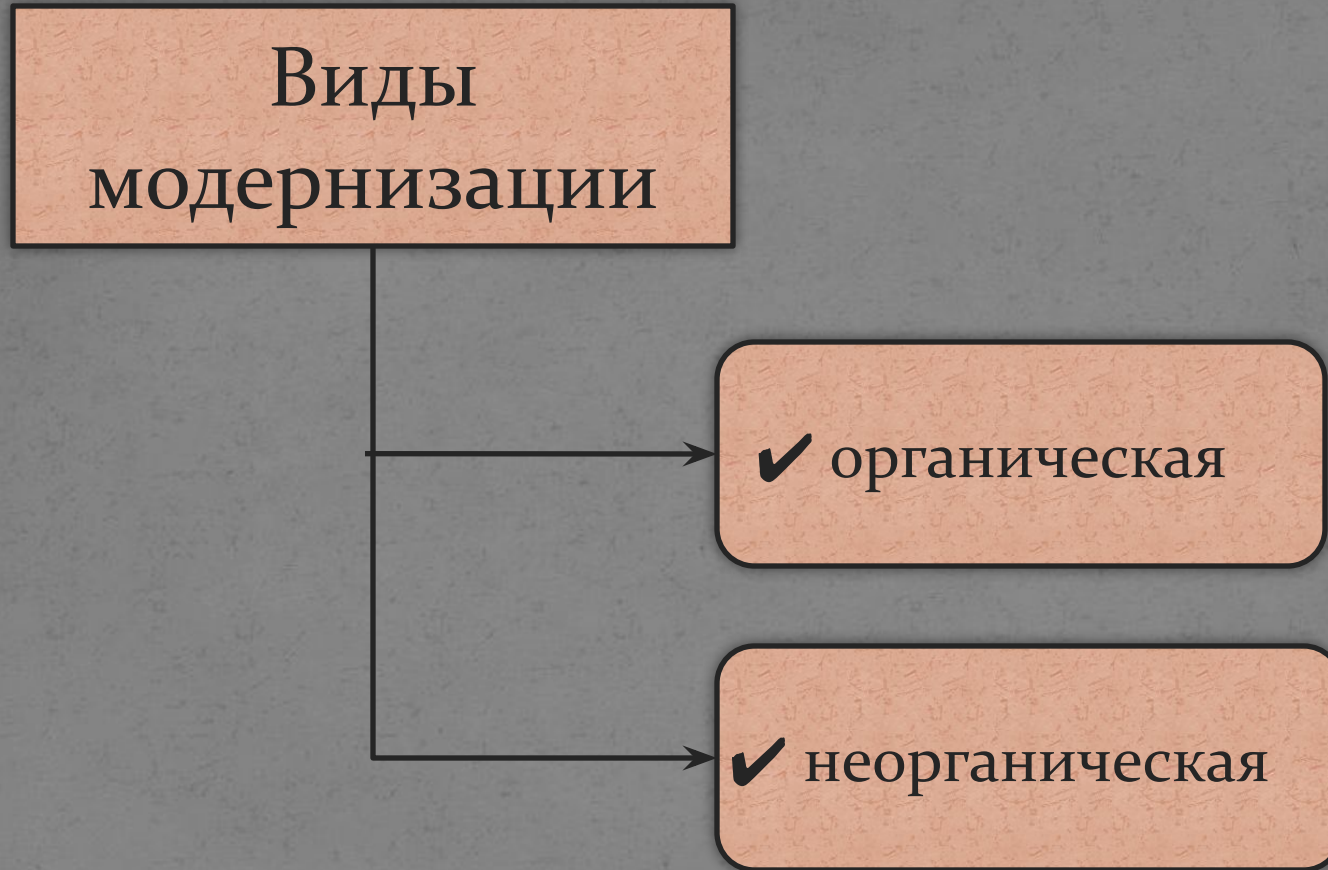 Виды
модернизации
✔ органическая
✔ неорганическая